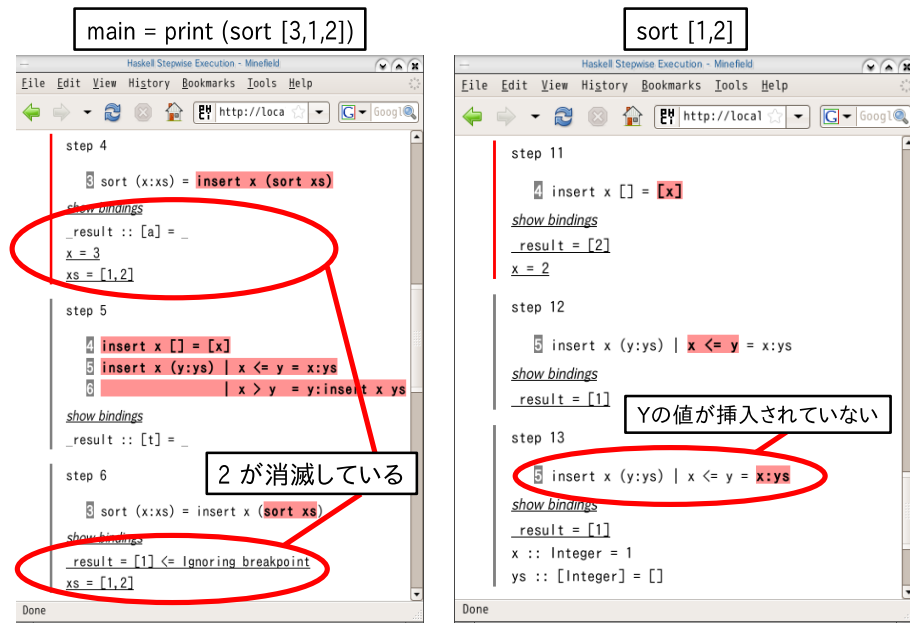 main = print (sort [3,1,2])
Haskell Stepwise Execution - Minefield
File Edit View History Bookmarks Tools Help
http://loca
G Googl
step 4
3 sort (x:xs) = insert x (sort xs)
show bindings
_result :: [a] = _
x = 3
xs = [1,2]
step 5
4 insert x [] = [x]
5 insert x (y:ys) | x <= y = x:ys
6 | x > y = y:insert x ys
show bindings
_result :: [t] = _
2 が消滅している
step 6
3 sort (x:xs) = insert x (sort xs)
show bindings
_result = [1] <= Ignoring breakpoint
xs = [1,2]
Done
sort [1,2]
Haskell Stepwise Execution - Minefield
File Edit View History Bookmarks Tools Help
http://local
G Googl
step 11
4 insert x [] = [x]
show bindings
_result = [2]
x = 2
step 12
5 insert x (y:ys) | x <= y = x:ys
show bindings
_result = [1]
Yの値が挿入されていない
step 13
5 insert x (y:ys) | x <= y = x:ys
show bindings
_result = [1]
x :: Integer = 1
ys :: [Integer] = []
Done